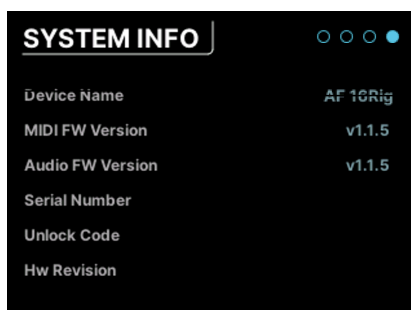 SYSTEM INFO
Device Name AF 16Rig
MIDI FW Version v1.1.5
Audio FW Version v1.1.5
Serial Number
Unlock Code
Hw Revision